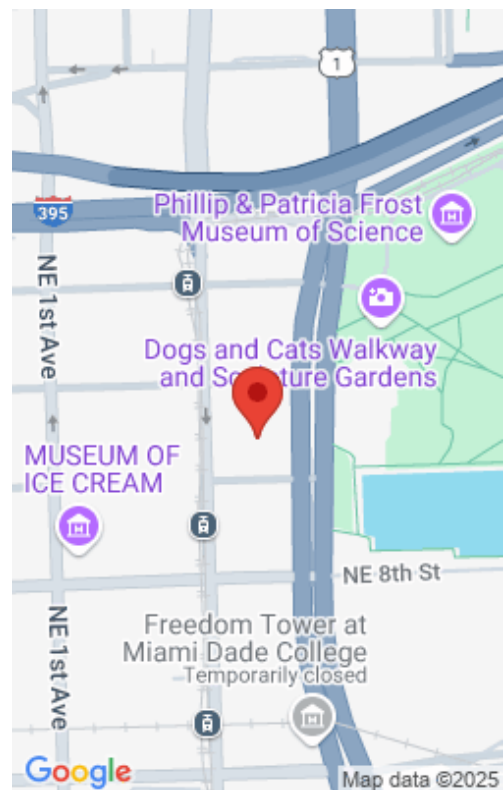 1
395
Phillip & Patricia Frost
Museum of Science
NE 1st Ave
Dogs and Cats Walkway
and Sculpture Gardens
MUSEUM OF
ICE CREAM
NE 8th St
NE 1st Ave
Freedom Tower at
Miami Dade College
Temporarily closed
Google
Map data ©2025